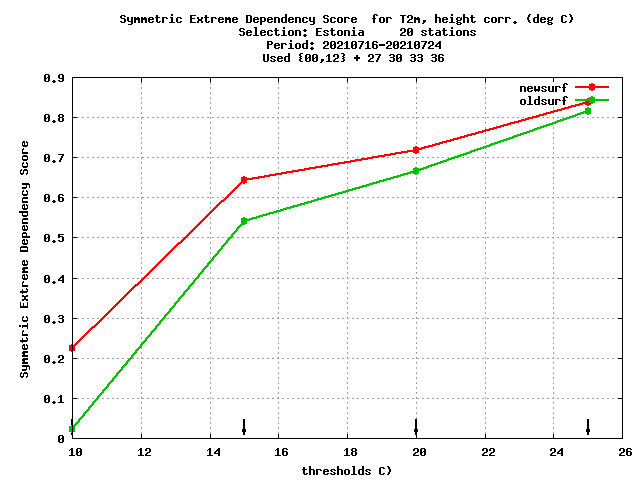 Symmetric Extreme Dependency Score  for T2m, height corr. (deg C)
Selection: Estonia     20 stations
Period: 20210716-20210724
Used {00,12} + 27 30 33 36
newsurf
oldsurf
Symmetric Extreme Dependency Score
0.9
0.8
0.7
0.6
0.5
0.4
0.3
0.2
0.1
0
10 12 14 16 18 20 22 24 26
thresholds C)